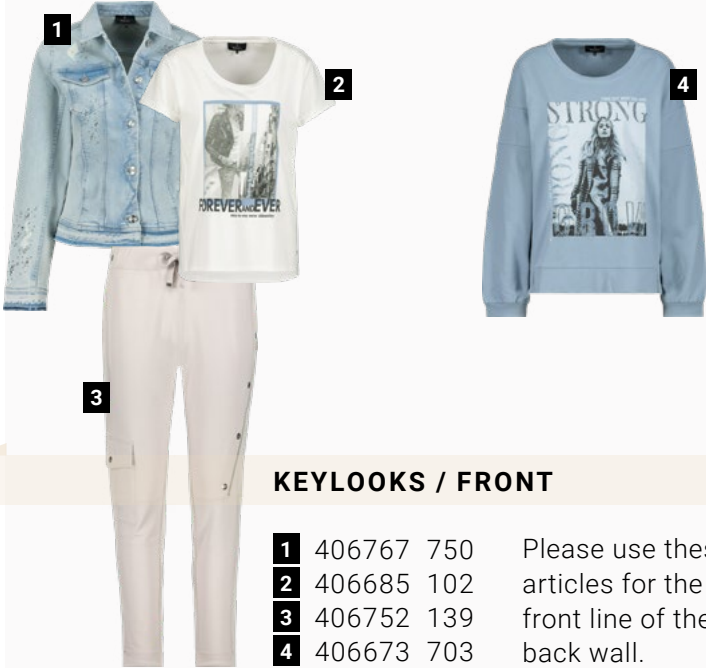 1
2
4
STRONG
FOREVER AND EVER
3
KEYLOOKS / FRONT
1 406767 750
2 406685 102
3 406752 139
4 406673 703
Please use thes
articles for the
front line of the
back wall.